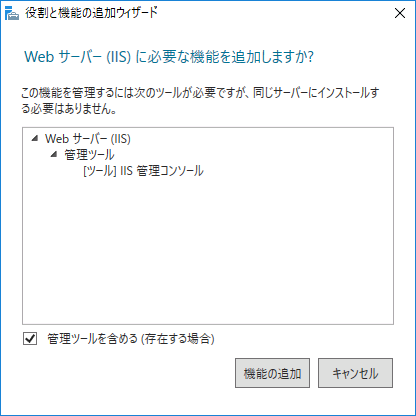 役割と機能の追加ウィザード
Web サーバー (IIS) に必要な機能を追加しますか?
この機能を管理するには次のツールが必要ですが、同じサーバーにインストールす
る必要はありません。
Web サーバー (IIS)
管理ツール
[ツール] IIS 管理コンソール
管理ツールを含める (存在する場合)
機能の追加
キャンセル